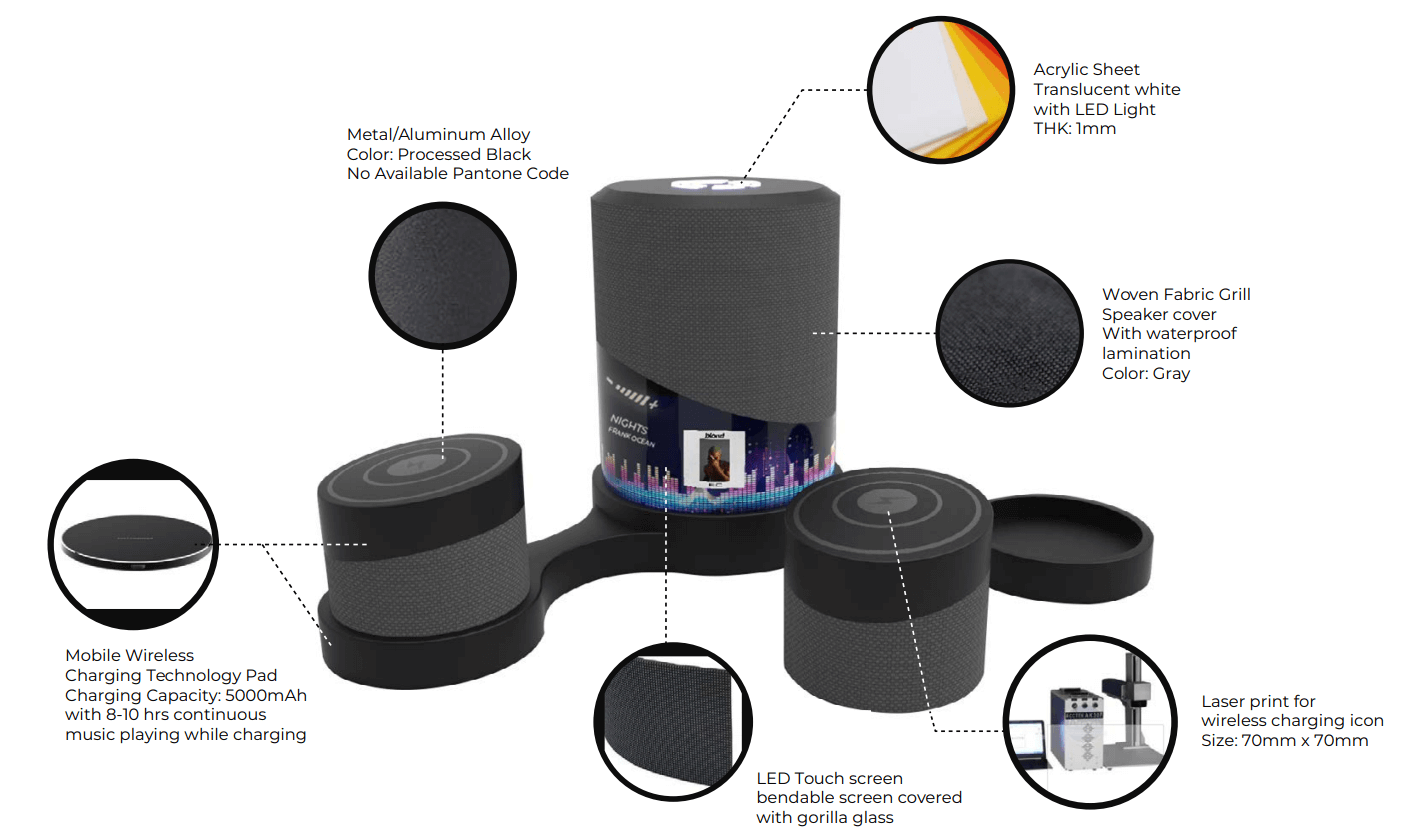 Acrylic Sheet
Translucent white
with LED Light
THK: 1mm
Metal/Aluminum Alloy
Color: Processed Black
No Available Pantone Code
Woven Fabric Grill
Speaker cover
With waterproof
lamination
Color: Gray
NIGHTS
FRANK OCEAN
blond
Mobile Wireless
Charging Technology Pad
Charging Capacity: 5000mAh
with 8-10 hrs continuous
music playing while charging
LED Touch screen
bendable screen covered
with gorilla glass
Laser print for
wireless charging icon
Size: 70mm x 70mm